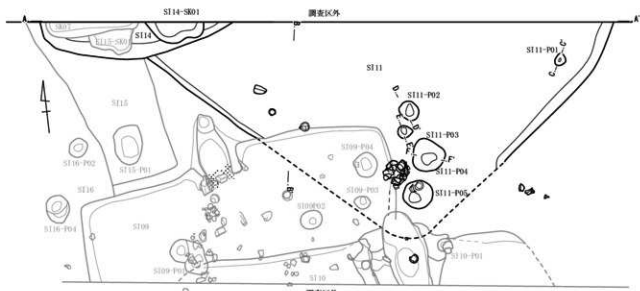 SI14-SK01
調査区外
A
A'
SK07
SI14
SI15-SK01
SI11-P01
SI11
SI15
SI11-P02
SI11-P03
SI16-P02
SI15-P01
SI09-P04
F'
SI11-P04
SI16
SI09-P03
SI11-P05
SI16-P04
SI09
SI09P02
SI09-P01
SI10-P01
SI10